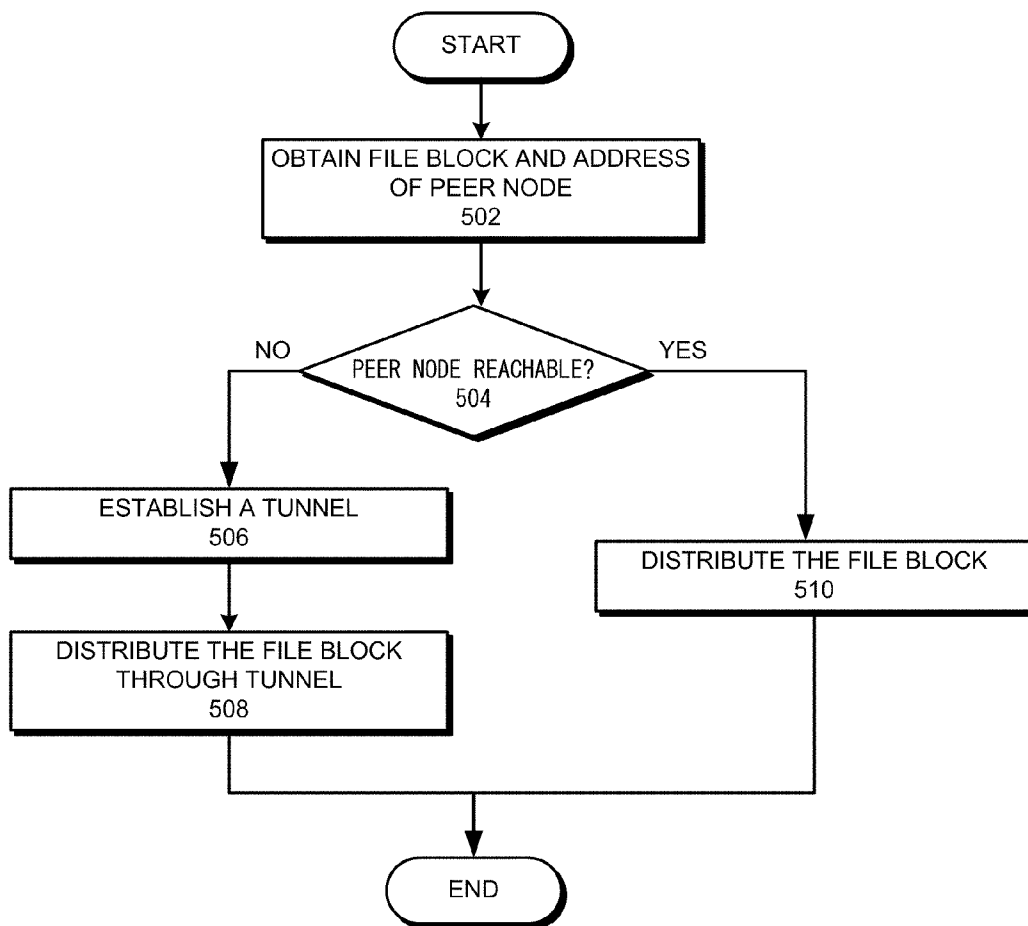 START
OBTAIN FILE BLOCK AND ADDRESS
OF PEER NODE
502
NO
YES
PEER NODE REACHABLE?
504
ESTABLISH A TUNNEL
506
DISTRIBUTE THE FILE BLOCK
510
DISTRIBUTE THE FILE BLOCK
THROUGH TUNNEL
508
END